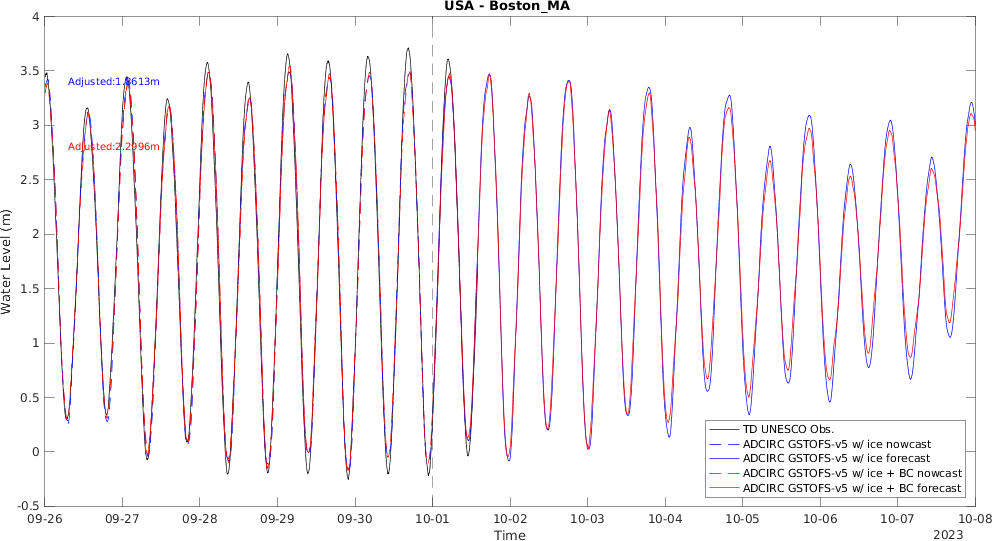 USA - Boston_MA
4
3.5
3
2.5
2
1.5
1
0.5
0
-0.5
Water Level (m)
Adjusted:1.8613m
Adjusted:2.2996m
TD UNESCO Obs.
ADCIRC GSTOFS-v5 w/ ice nowcast
ADCIRC GSTOFS-v5 w/ ice forecast
ADCIRC GSTOFS-v5 w/ ice + BC nowcast
ADCIRC GSTOFS-v5 w/ ice + BC forecast
09-26 09-27 09-28 09-29 09-30 10-01 10-02 10-03 10-04 10-05 10-06 10-07 10-08
Time
2023